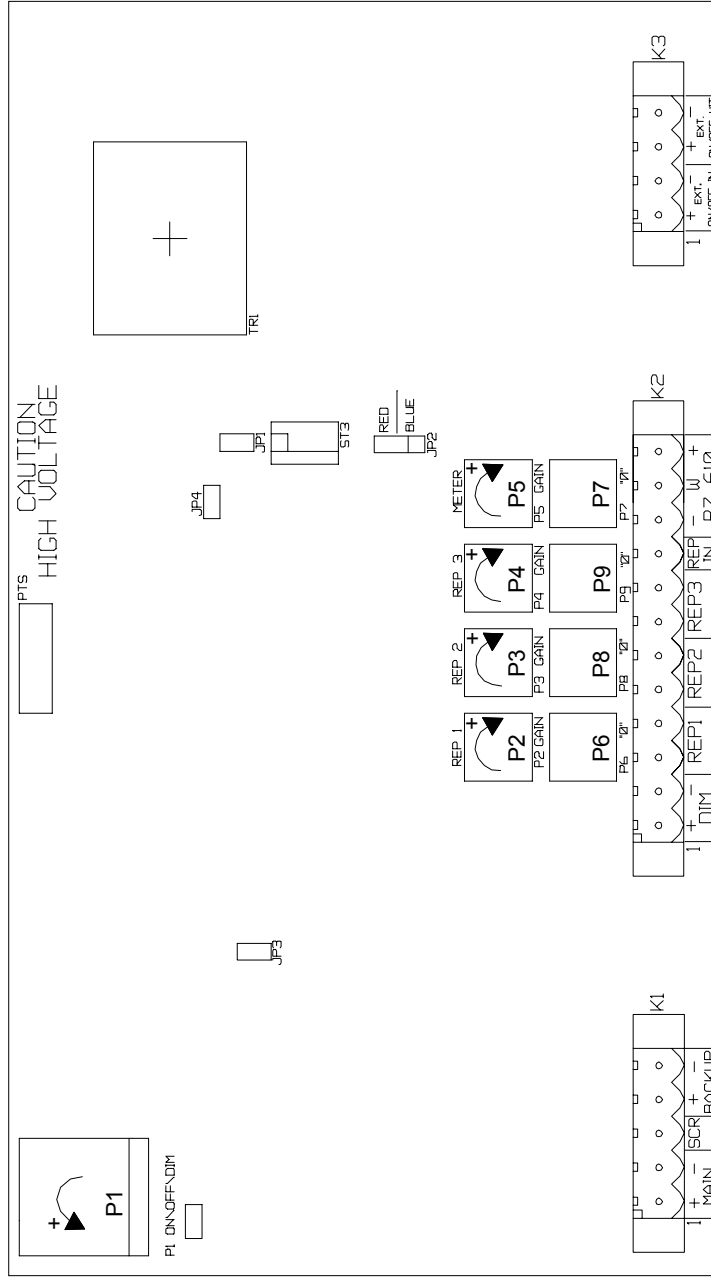 CAUTION
HIGH VOLTAGE
PTS
+
P1
P1 ON\OFF\DIM
JP4
TR1
JP3
JP1
ST3
RED
BLUE
JP2
REP 1 REP 2 REP 3 METER
+ + + +
P2 P3 P4 P5
P2 GAIN P3 GAIN P4 GAIN P5 GAIN
P6 P8 P9 P7
P6 "0" P8 "0" P9 "0" P7 "0"
K1 K2 K3
1 + - SCR + -
MAIN BACKUP
1 + - REP1 REP2 REP3 REP - W +
DIM IN
1 + EXT. - + EXT. -